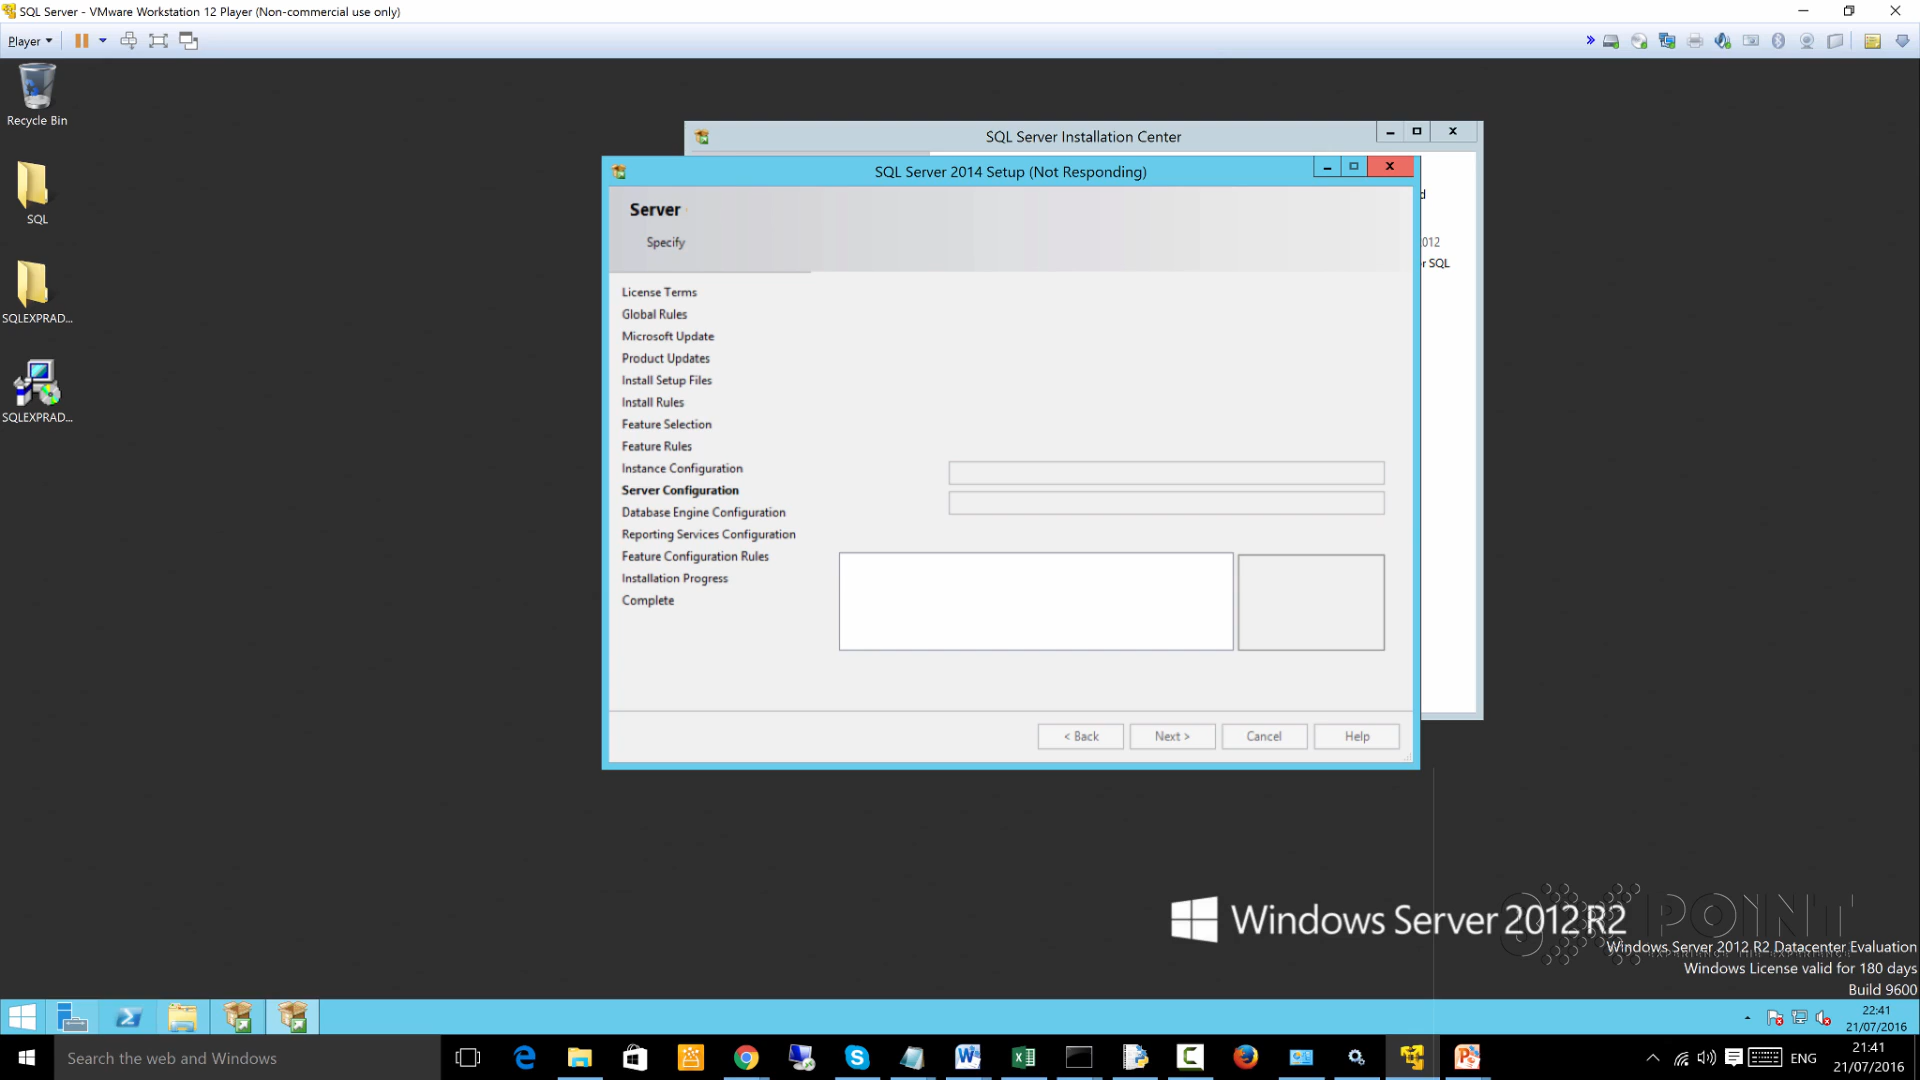 SQL Server - VMware Workstation 12 Player (Non-commercial use only)
Player
Recycle Bin
SQL
SQLEXPRAD...
SQLEXPRAD...
SQL Server Installation Center
SQL Server 2014 Setup (Not Responding)
Server
Specify
d
012
r SQL
License Terms
Global Rules
Microsoft Update
Product Updates
Install Setup Files
Install Rules
Feature Selection
Feature Rules
Instance Configuration
Server Configuration
Database Engine Configuration
Reporting Services Configuration
Feature Configuration Rules
Installation Progress
Complete
< Back
Next >
Cancel
Help
Windows Server 2012 R2
POINT
Windows Server 2012 R2 Datacenter Evaluation
Windows License valid for 180 days
Build 9600
22:41
21/07/2016
Search the web and Windows
ENG
21:41
21/07/2016